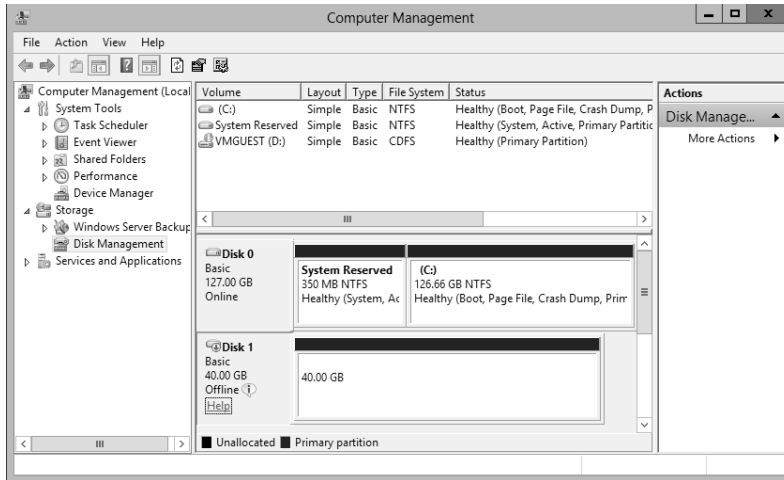 Computer Management
File Action View Help
Computer Management (Local
System Tools
Task Scheduler
Event Viewer
Shared Folders
Performance
Device Manager
Storage
Windows Server Backup
Disk Management
Services and Applications
Volume Layout Type File System Status
(C:) Simple Basic NTFS Healthy (Boot, Page File, Crash Dump, P
System Reserved Simple Basic NTFS Healthy (System, Active, Primary Partitic
VMGUEST (D:) Simple Basic CDFS Healthy (Primary Partition)
Disk 0
Basic
127.00 GB
Online
System Reserved
350 MB NTFS
Healthy (System, Ac
(C:)
126.66 GB NTFS
Healthy (Boot, Page File, Crash Dump, Prim
Disk 1
Basic
40.00 GB
Offline
Help
40.00 GB
Unallocated Primary partition
Actions
Disk Manage...
More Actions